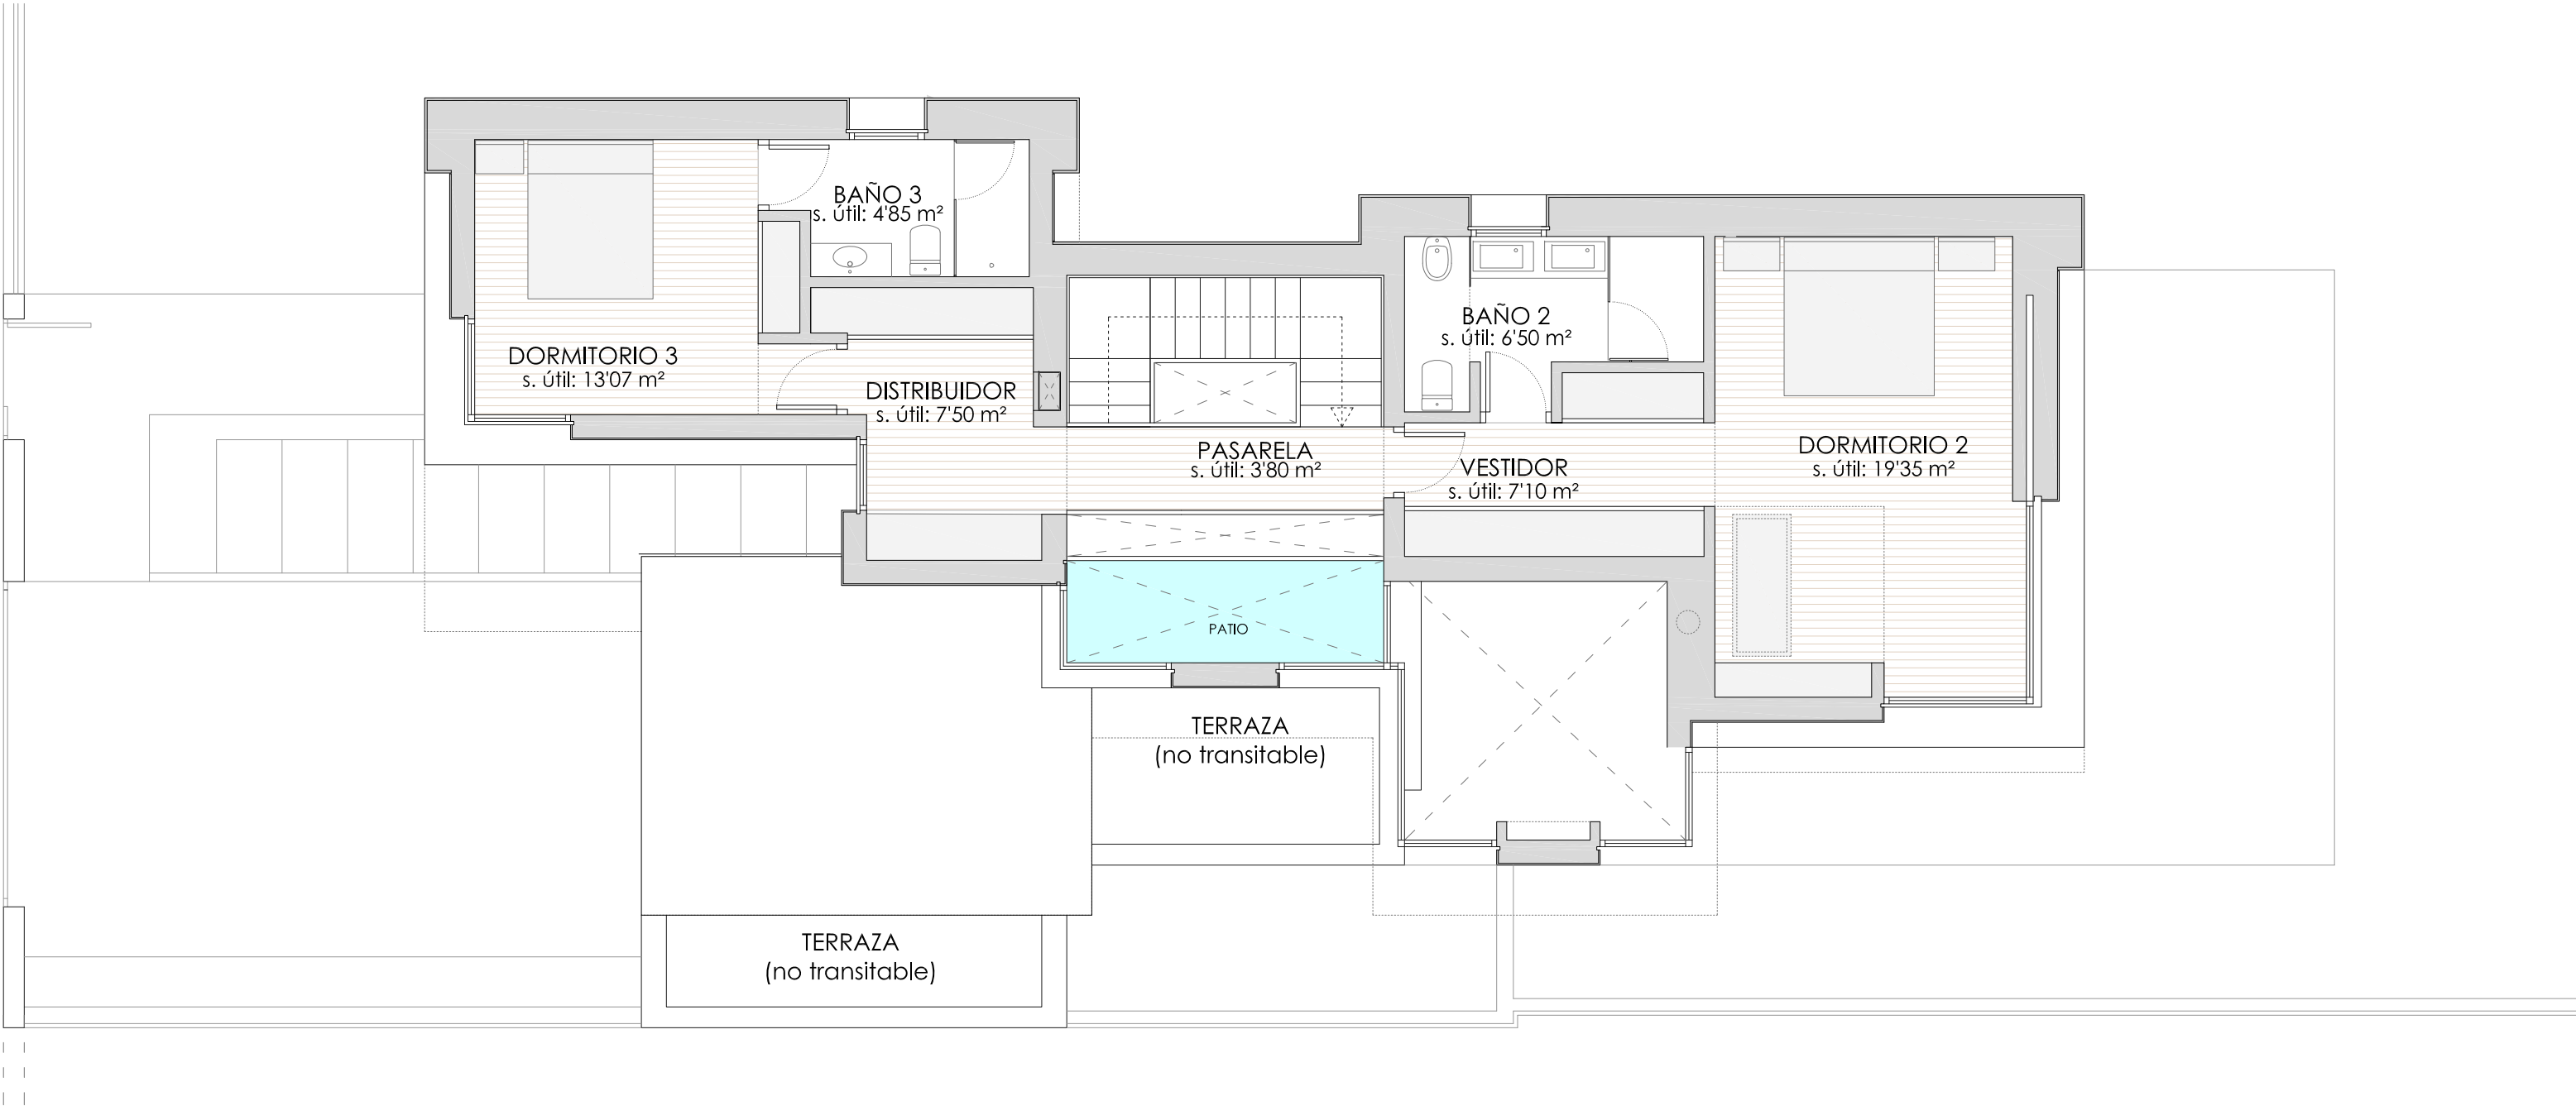 BAÑO 3
s. útil: 4'85 m²
BAÑO 2
s. útil: 6'50 m²
DORMITORIO 3
s. útil: 13'07 m²
DISTRIBUIDOR
s. útil: 7'50 m²
PASARELA
s. útil: 3'80 m²
VESTIDOR
s. útil: 7'10 m²
DORMITORIO 2
s. útil: 19'35 m²
PATIO
TERRAZA
(no transitable)
TERRAZA
(no transitable)